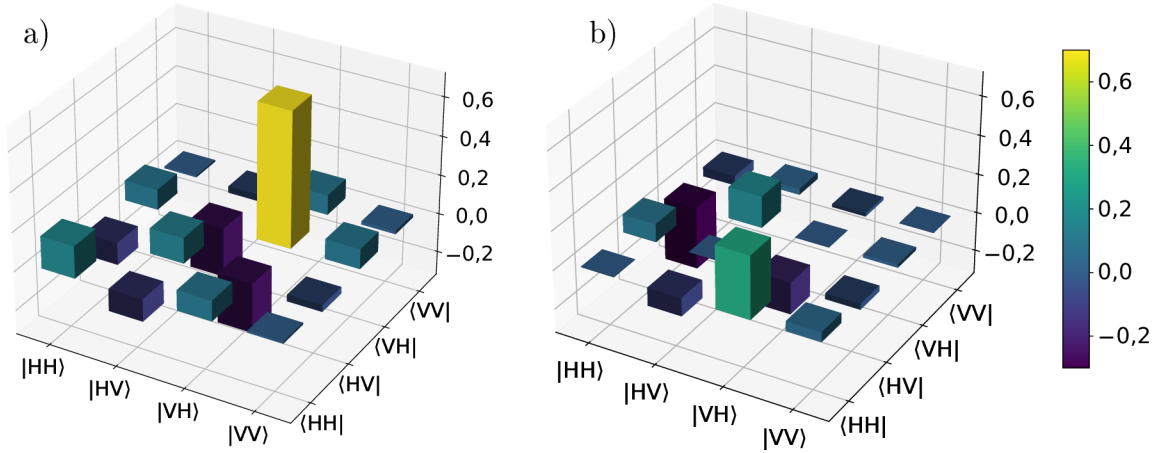 a)
0,6
0,4
0,2
0,0
−0,2
|HH⟩
|HV⟩
|VH⟩
|VV⟩
⟨HH|
⟨HV|
⟨VH|
⟨VV|
b)
0,6
0,4
0,2
0,0
−0,2
|HH⟩
|HV⟩
|VH⟩
|VV⟩
⟨HH|
⟨HV|
⟨VH|
⟨VV|
0,6
0,4
0,2
0,0
−0,2